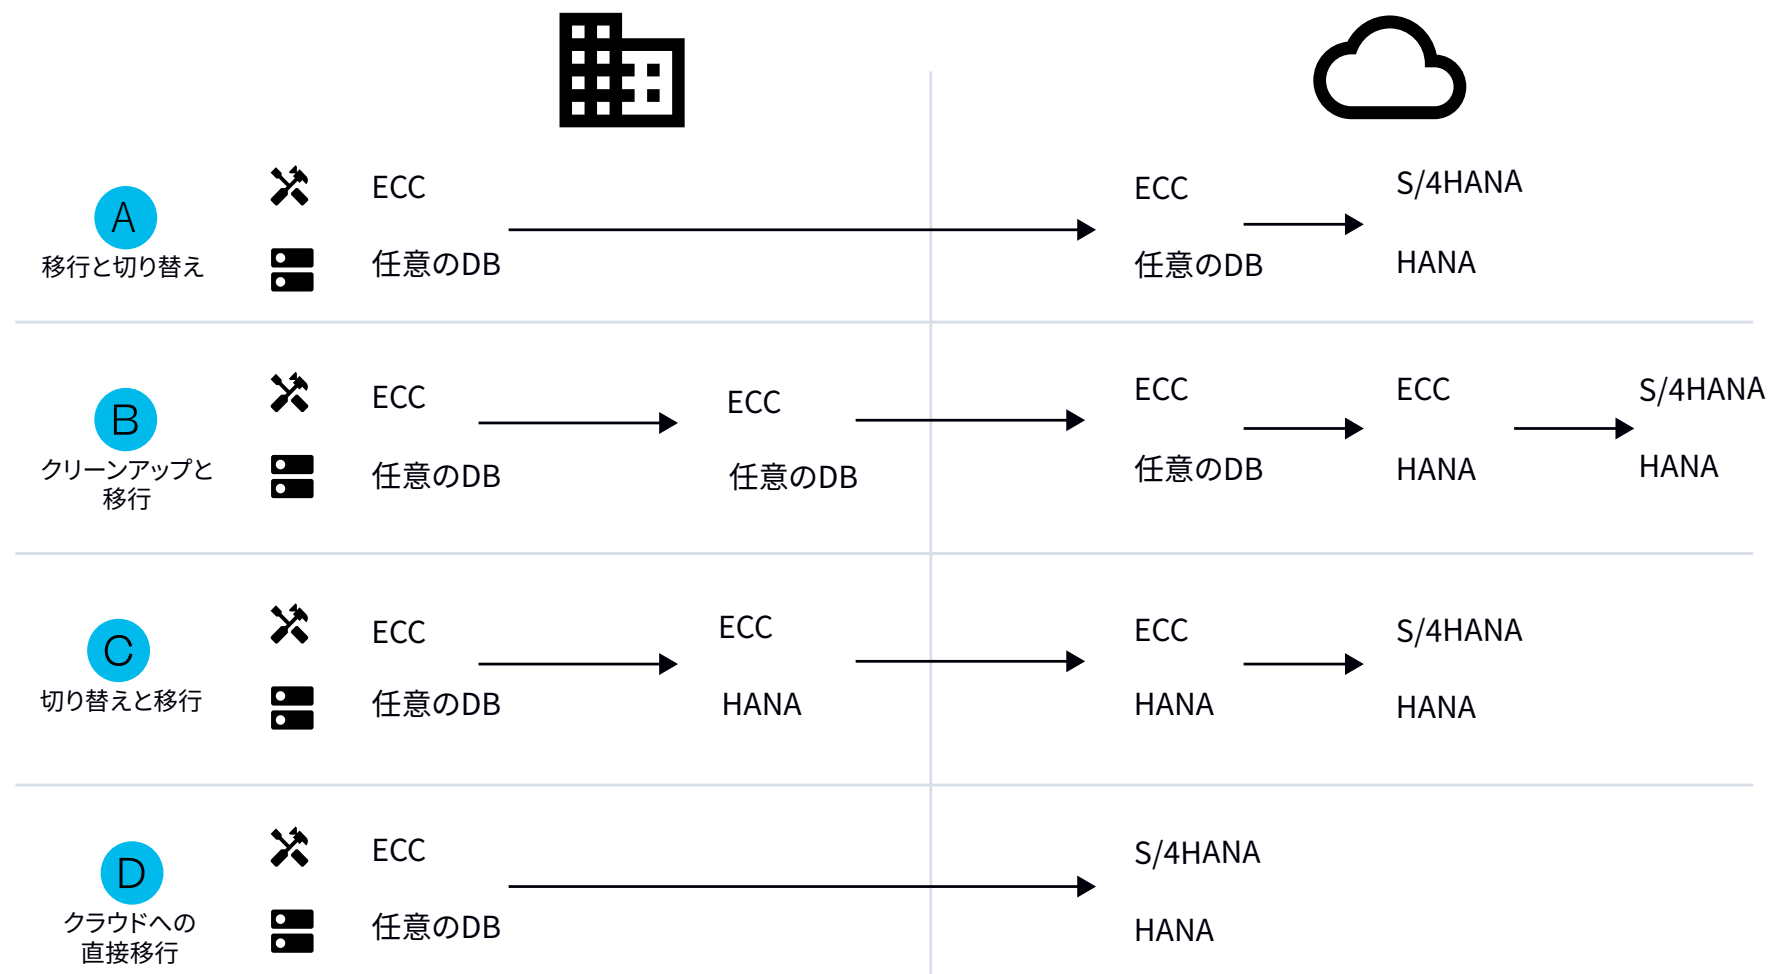 A
移行と切り替え
ECC
任意のDB
ECC
任意のDB
S/4HANA
HANA
B
クリーンアップと
移行
ECC
任意のDB
ECC
任意のDB
ECC
任意のDB
ECC
HANA
S/4HANA
HANA
C
切り替えと移行
ECC
任意のDB
ECC
HANA
ECC
HANA
S/4HANA
HANA
D
クラウドへの
直接移行
ECC
任意のDB
S/4HANA
HANA